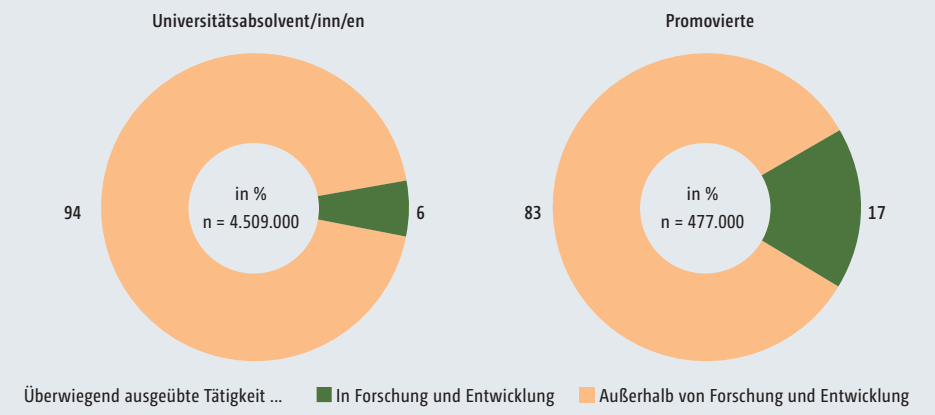 Universitätsabsolvent/inn/en
94
in %
n = 4.509.000
6
Promovierte
83
in %
n = 477.000
17
Überwiegend ausgeübte Tätigkeit ... In Forschung und Entwicklung Außerhalb von Forschung und Entwicklung